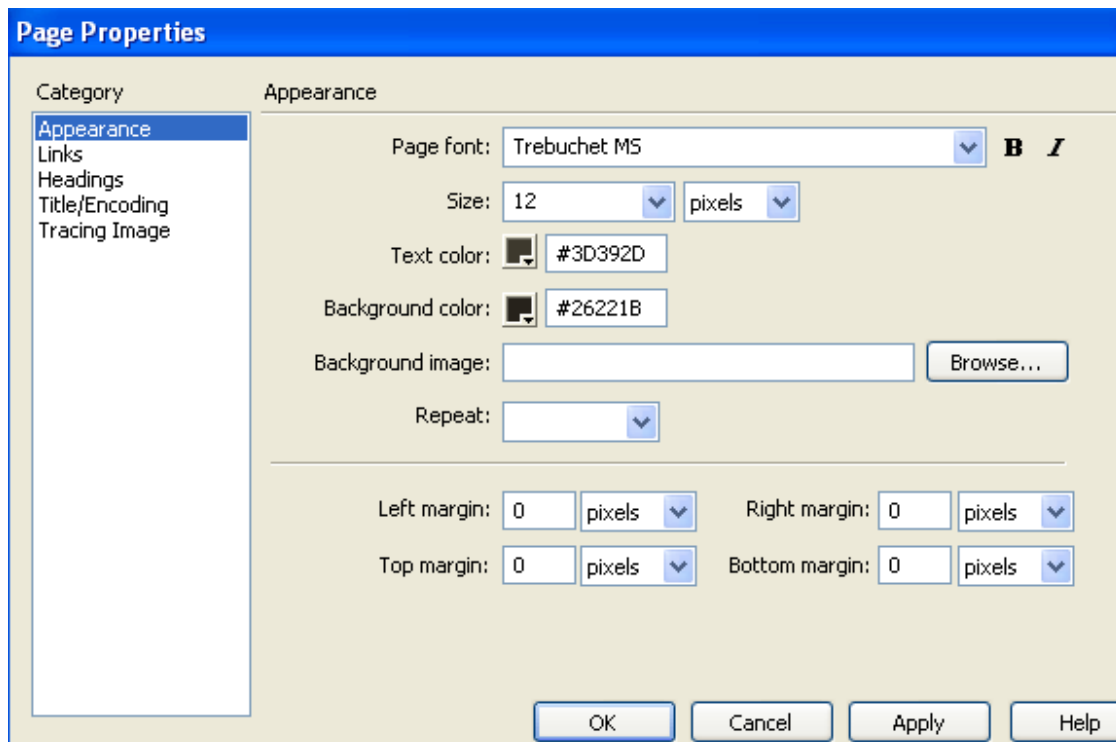 Page Properties
Category
Appearance
Links
Headings
Title/Encoding
Tracing Image
Appearance
Page font: Trebuchet MS B I
Size: 12 pixels
Text color: #3D392D
Background color: #26221B
Background image: Browse...
Repeat:
Left margin: 0 pixels Right margin: 0 pixels
Top margin: 0 pixels Bottom margin: 0 pixels
OK Cancel Apply Help